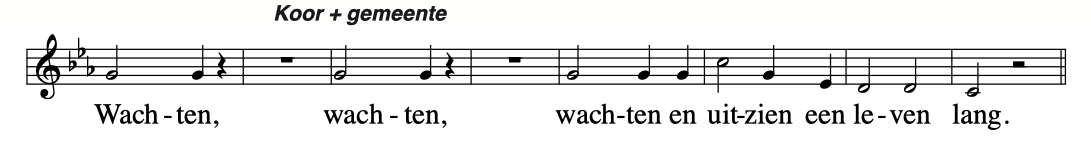 Koor + gemeente
Wach - ten, wach - ten, wach-ten en uit-zien een le-ven lang.